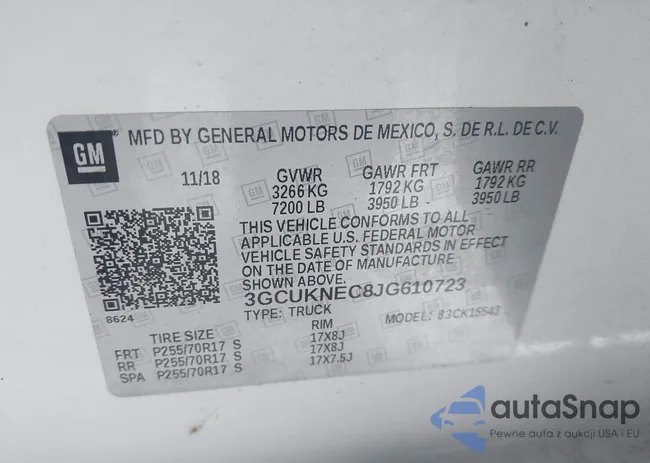 GM
MFD BY GENERAL MOTORS DE MEXICO, S. DE R.L. DE C.V.
11/18 GVWR GAWR FRT GAWR RR
3266 KG 1792 KG 1792 KG
7200 LB 3950 LB 3950 LB
THIS VEHICLE CONFORMS TO ALL
APPLICABLE U.S. FEDERAL MOTOR
VEHICLE SAFETY STANDARDS IN EFFECT
ON THE DATE OF MANUFACTURE
SHOWN ABOVE.
3GCUKNEC8JG610723
8624
TYPE: TRUCK MODEL: 83CK15543
TIRE SIZE RIM
FRT P255/70R17 S 17X8J
RR P255/70R17 S 17X8J
SPA P255/70R17 S 17X7.5J
autaSnap
Pewne auta z aukcji USA i EU